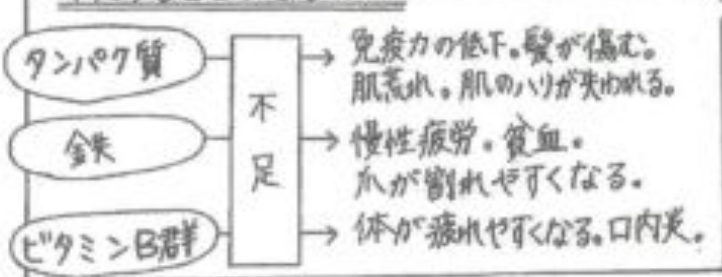 タンパク質
鉄
ビタミンB群
不足
免疫力の低下。髪が傷む。
肌荒れ。肌のハリが失われる。
慢性疲労。貧血。
爪が割れやすくなる。
体が疲れやすくなる。口内炎。